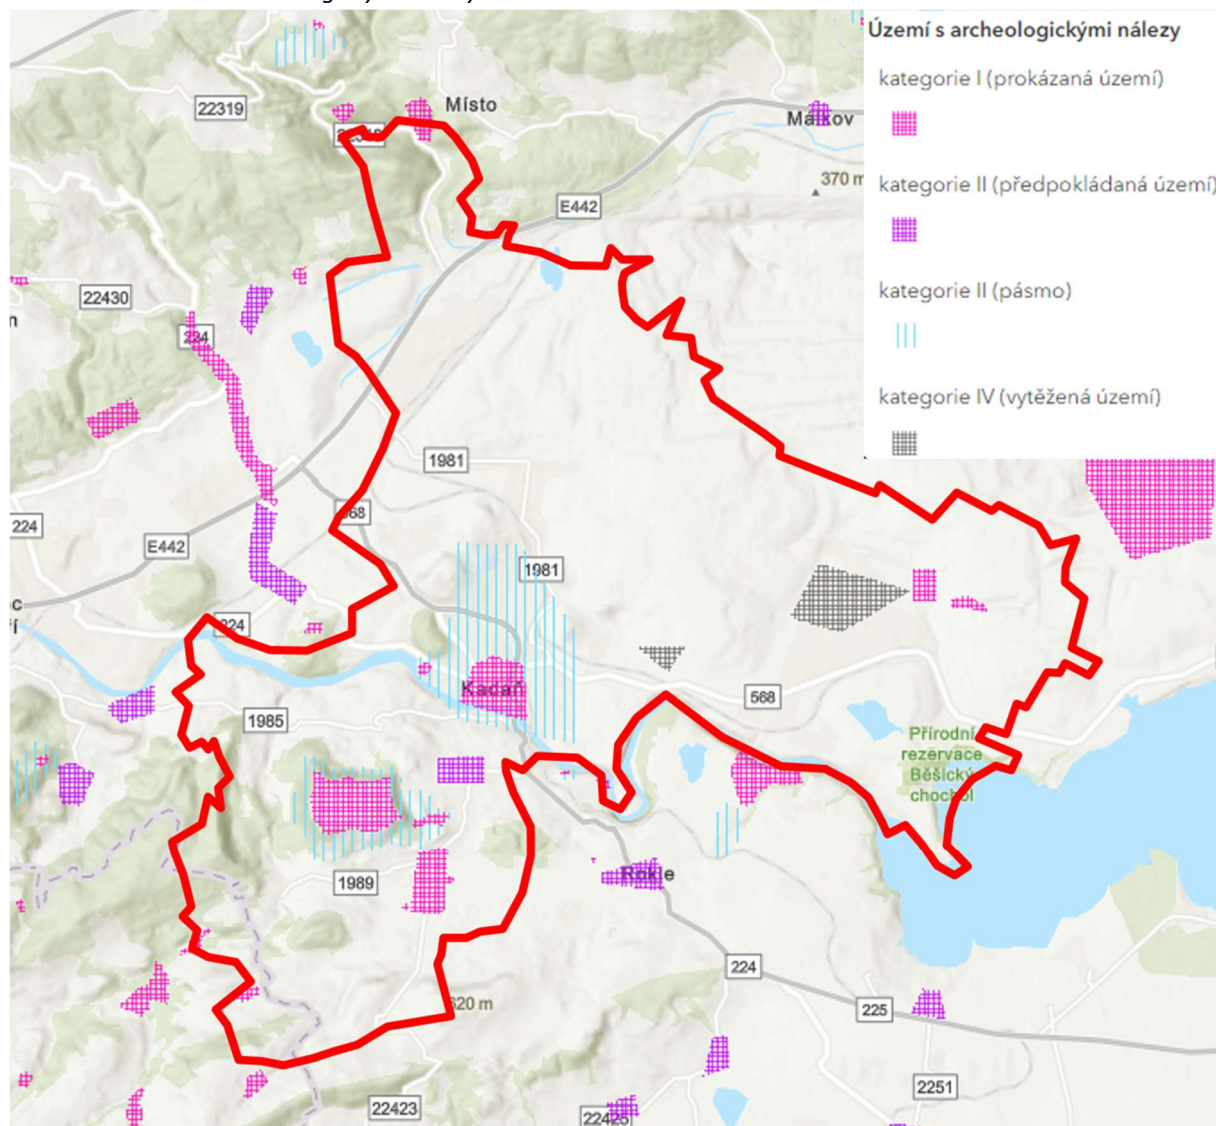 Území s archeologickými nálezy
kategorie I (prokázaná území)
kategorie II (předpokládaná území)
kategorie II (pásmo)
kategorie IV (vytěžená území)
22319
Místo
Málkov
370 m
E442
22430
n
224
1981
568
224
E442
1981
224
Kadaň
568
1985
Přírodní
rezervace
Běšický
chochol
1989
Rokle
224
620 m
225
2251
22423
22425